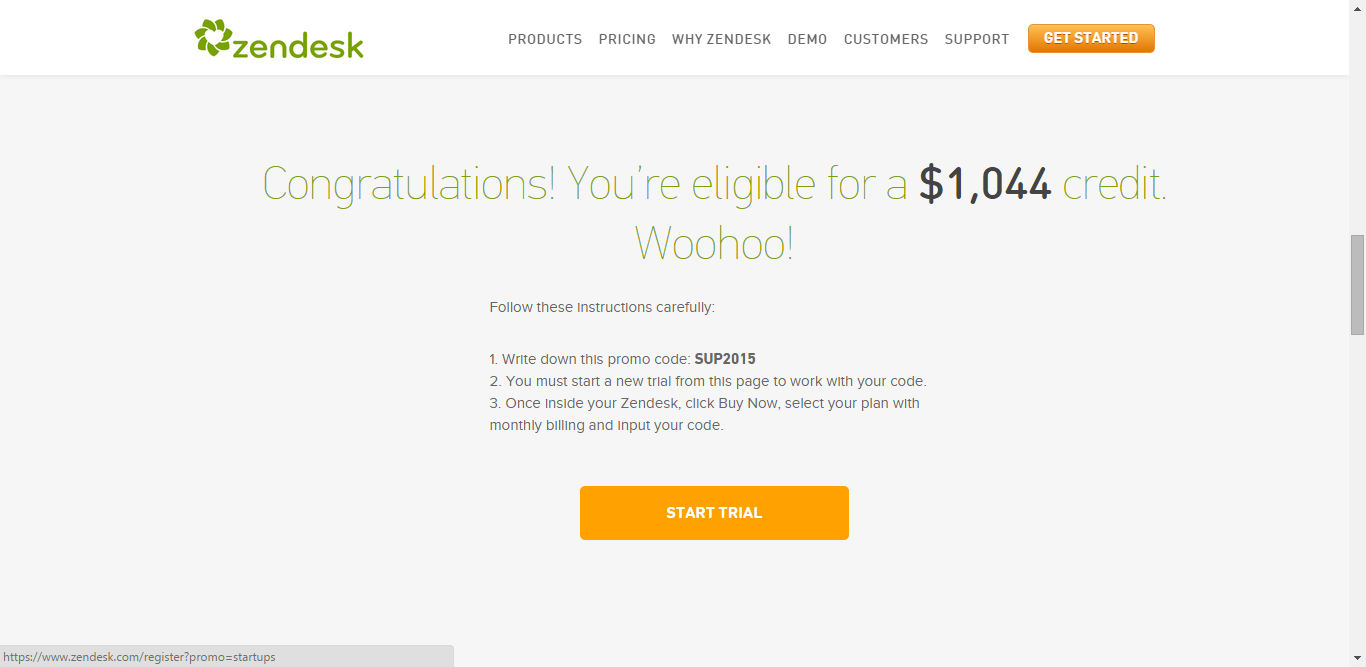 zendesk
PRODUCTS PRICING WHY ZENDESK DEMO CUSTOMERS SUPPORT GET STARTED
Congratulations! You're eligible for a $1,044 credit.
Woohoo!
Follow these instructions carefully:
1. Write down this promo code: SUP2015
2. You must start a new trial from this page to work with your code.
3. Once inside your Zendesk, click Buy Now, select your plan with
monthly billing and input your code.
START TRIAL
https://www.zendesk.com/register?promo=startups